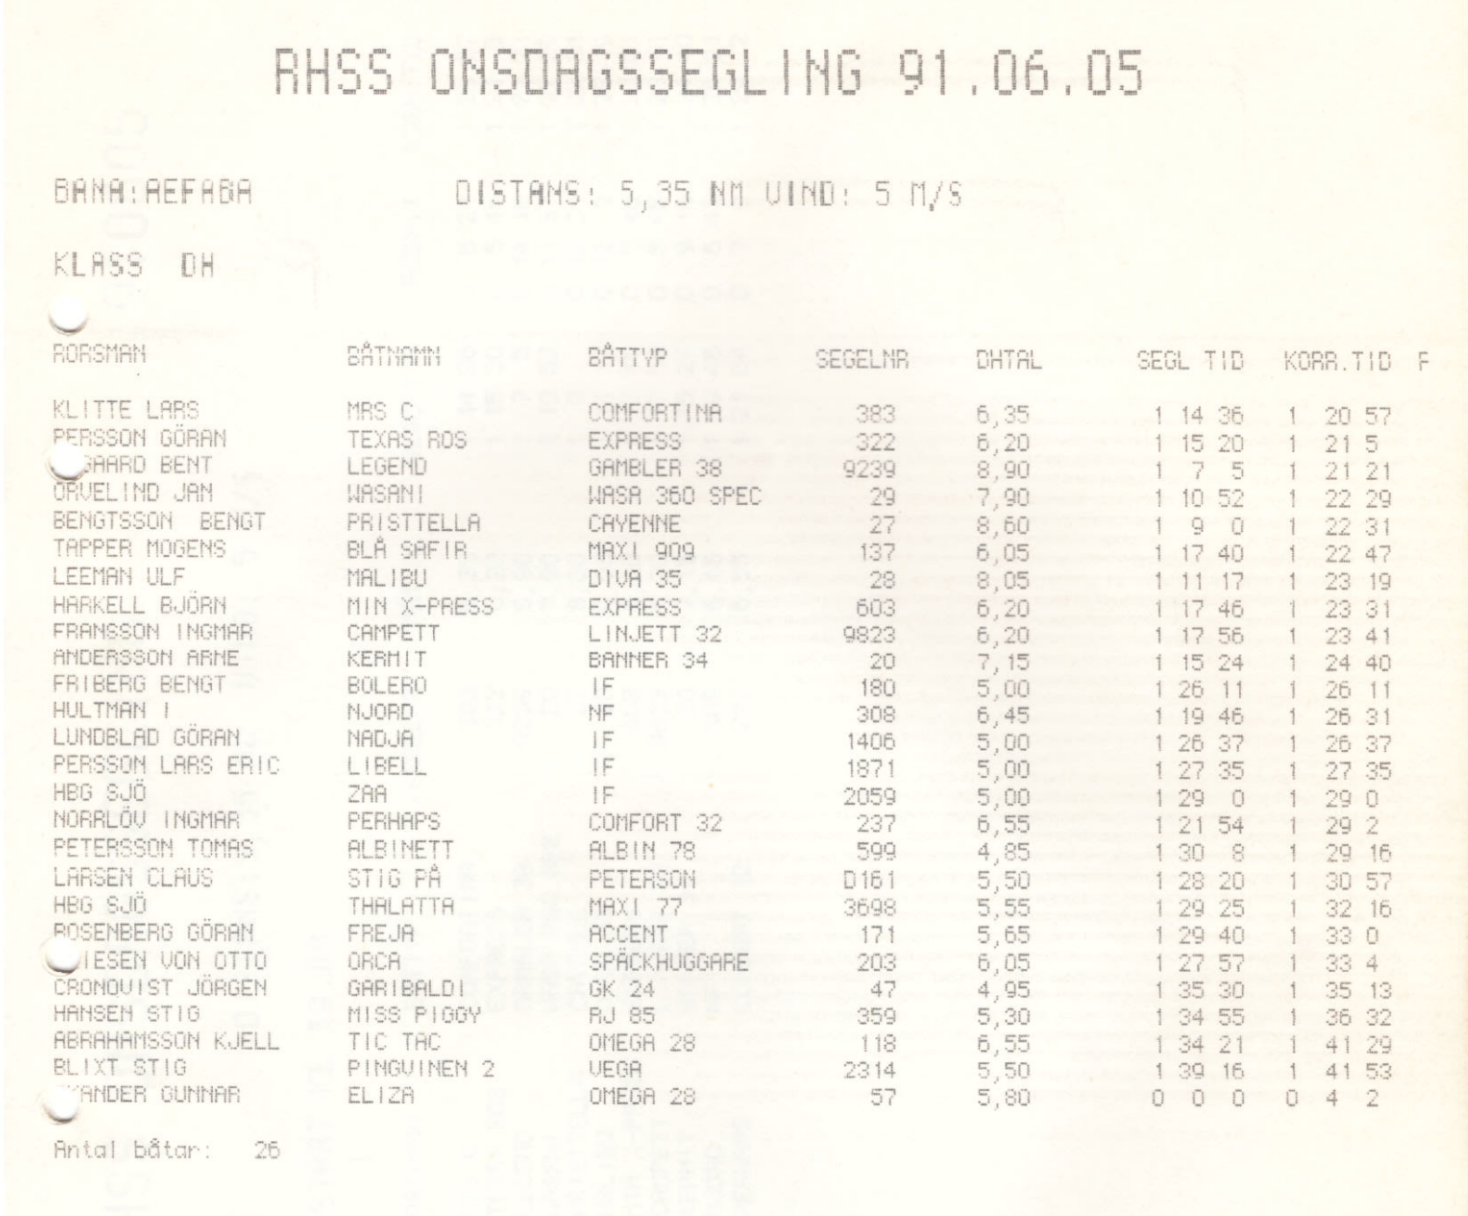 RHSS ONSDAGSSEGLING 91.06.05
BANA:AEFABA DISTANS: 5,35 NM VIND: 5 M/S
KLASS DH
RORSMAN BÅTNAMN BÅTTYP SEGELNR DHTAL SEGL TID KORR.TID F
KLITTE LARS MRS C COMFORTINA 383 6,35 1 14 36 1 20 57
PERSSON GÖRAN TEXAS ROS EXPRESS 322 6,20 1 15 20 1 21 5
GAARD BENT LEGEND GAMBLER 38 9239 8,90 1 7 5 1 21 21
ORVELIND JAN WASANI WASA 360 SPEC 29 7,90 1 10 52 1 22 29
BENGTSSON BENGT PRISTTELLA CAYENNE 27 8,60 1 9 0 1 22 31
TAPPER MOGENS BLÅ SAFIR MAXI 909 137 6,05 1 17 40 1 22 47
LEEMAN ULF MALIBU DIVA 35 28 8,05 1 11 17 1 23 19
HARKELL BJÖRN MIN X-PRESS EXPRESS 603 6,20 1 17 46 1 23 31
FRANSSON INGMAR CAMPETT LINJETT 32 9823 6,20 1 17 56 1 23 41
ANDERSSON ARNE KERMIT BANNER 34 20 7,15 1 15 24 1 24 40
FRIBERG BENGT BOLERO IF 180 5,00 1 26 11 1 26 11
HULTMAN I NJORD NF 308 6,45 1 19 46 1 26 31
LUNDBLAD GÖRAN NADJA IF 1406 5,00 1 26 37 1 26 37
PERSSON LARS ERIC LIBELL IF 1871 5,00 1 27 35 1 27 35
HBG SJÖ ZAA IF 2059 5,00 1 29 0 1 29 0
NORRLÖV INGMAR PERHAPS COMFORT 32 237 6,55 1 21 54 1 29 2
PETERSSON TOMAS ALBINETT ALBIN 78 599 4,85 1 30 8 1 29 16
LARSEN CLAUS STIG PÅ PETERSON D161 5,50 1 28 20 1 30 57
HBG SJÖ THALATTA MAXI 77 3698 5,55 1 29 25 1 32 16
ROSENBERG GÖRAN FREJA ACCENT 171 5,65 1 29 40 1 33 0
IESEN VON OTTO ORCA SPÄCKHUGGARE 203 6,05 1 27 57 1 33 4
CRONQVIST JÖRGEN GARIBALDI GK 24 47 4,95 1 35 30 1 35 13
HANSEN STIG MISS PIGGY RJ 85 359 5,30 1 34 55 1 36 32
ABRAHAMSSON KJELL TIC TAC OMEGA 28 118 6,55 1 34 21 1 41 29
BLIXT STIG PINGVINEN 2 VEGA 2314 5,50 1 39 16 1 41 53
ANDER GUNNAR ELIZA OMEGA 28 57 5,80 0 0 0 0 4 2
Antal båtar: 26